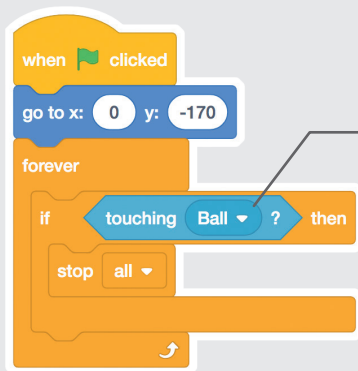 when clicked
go to x: 0 y: -170
forever
if touching Ball ? then
stop all